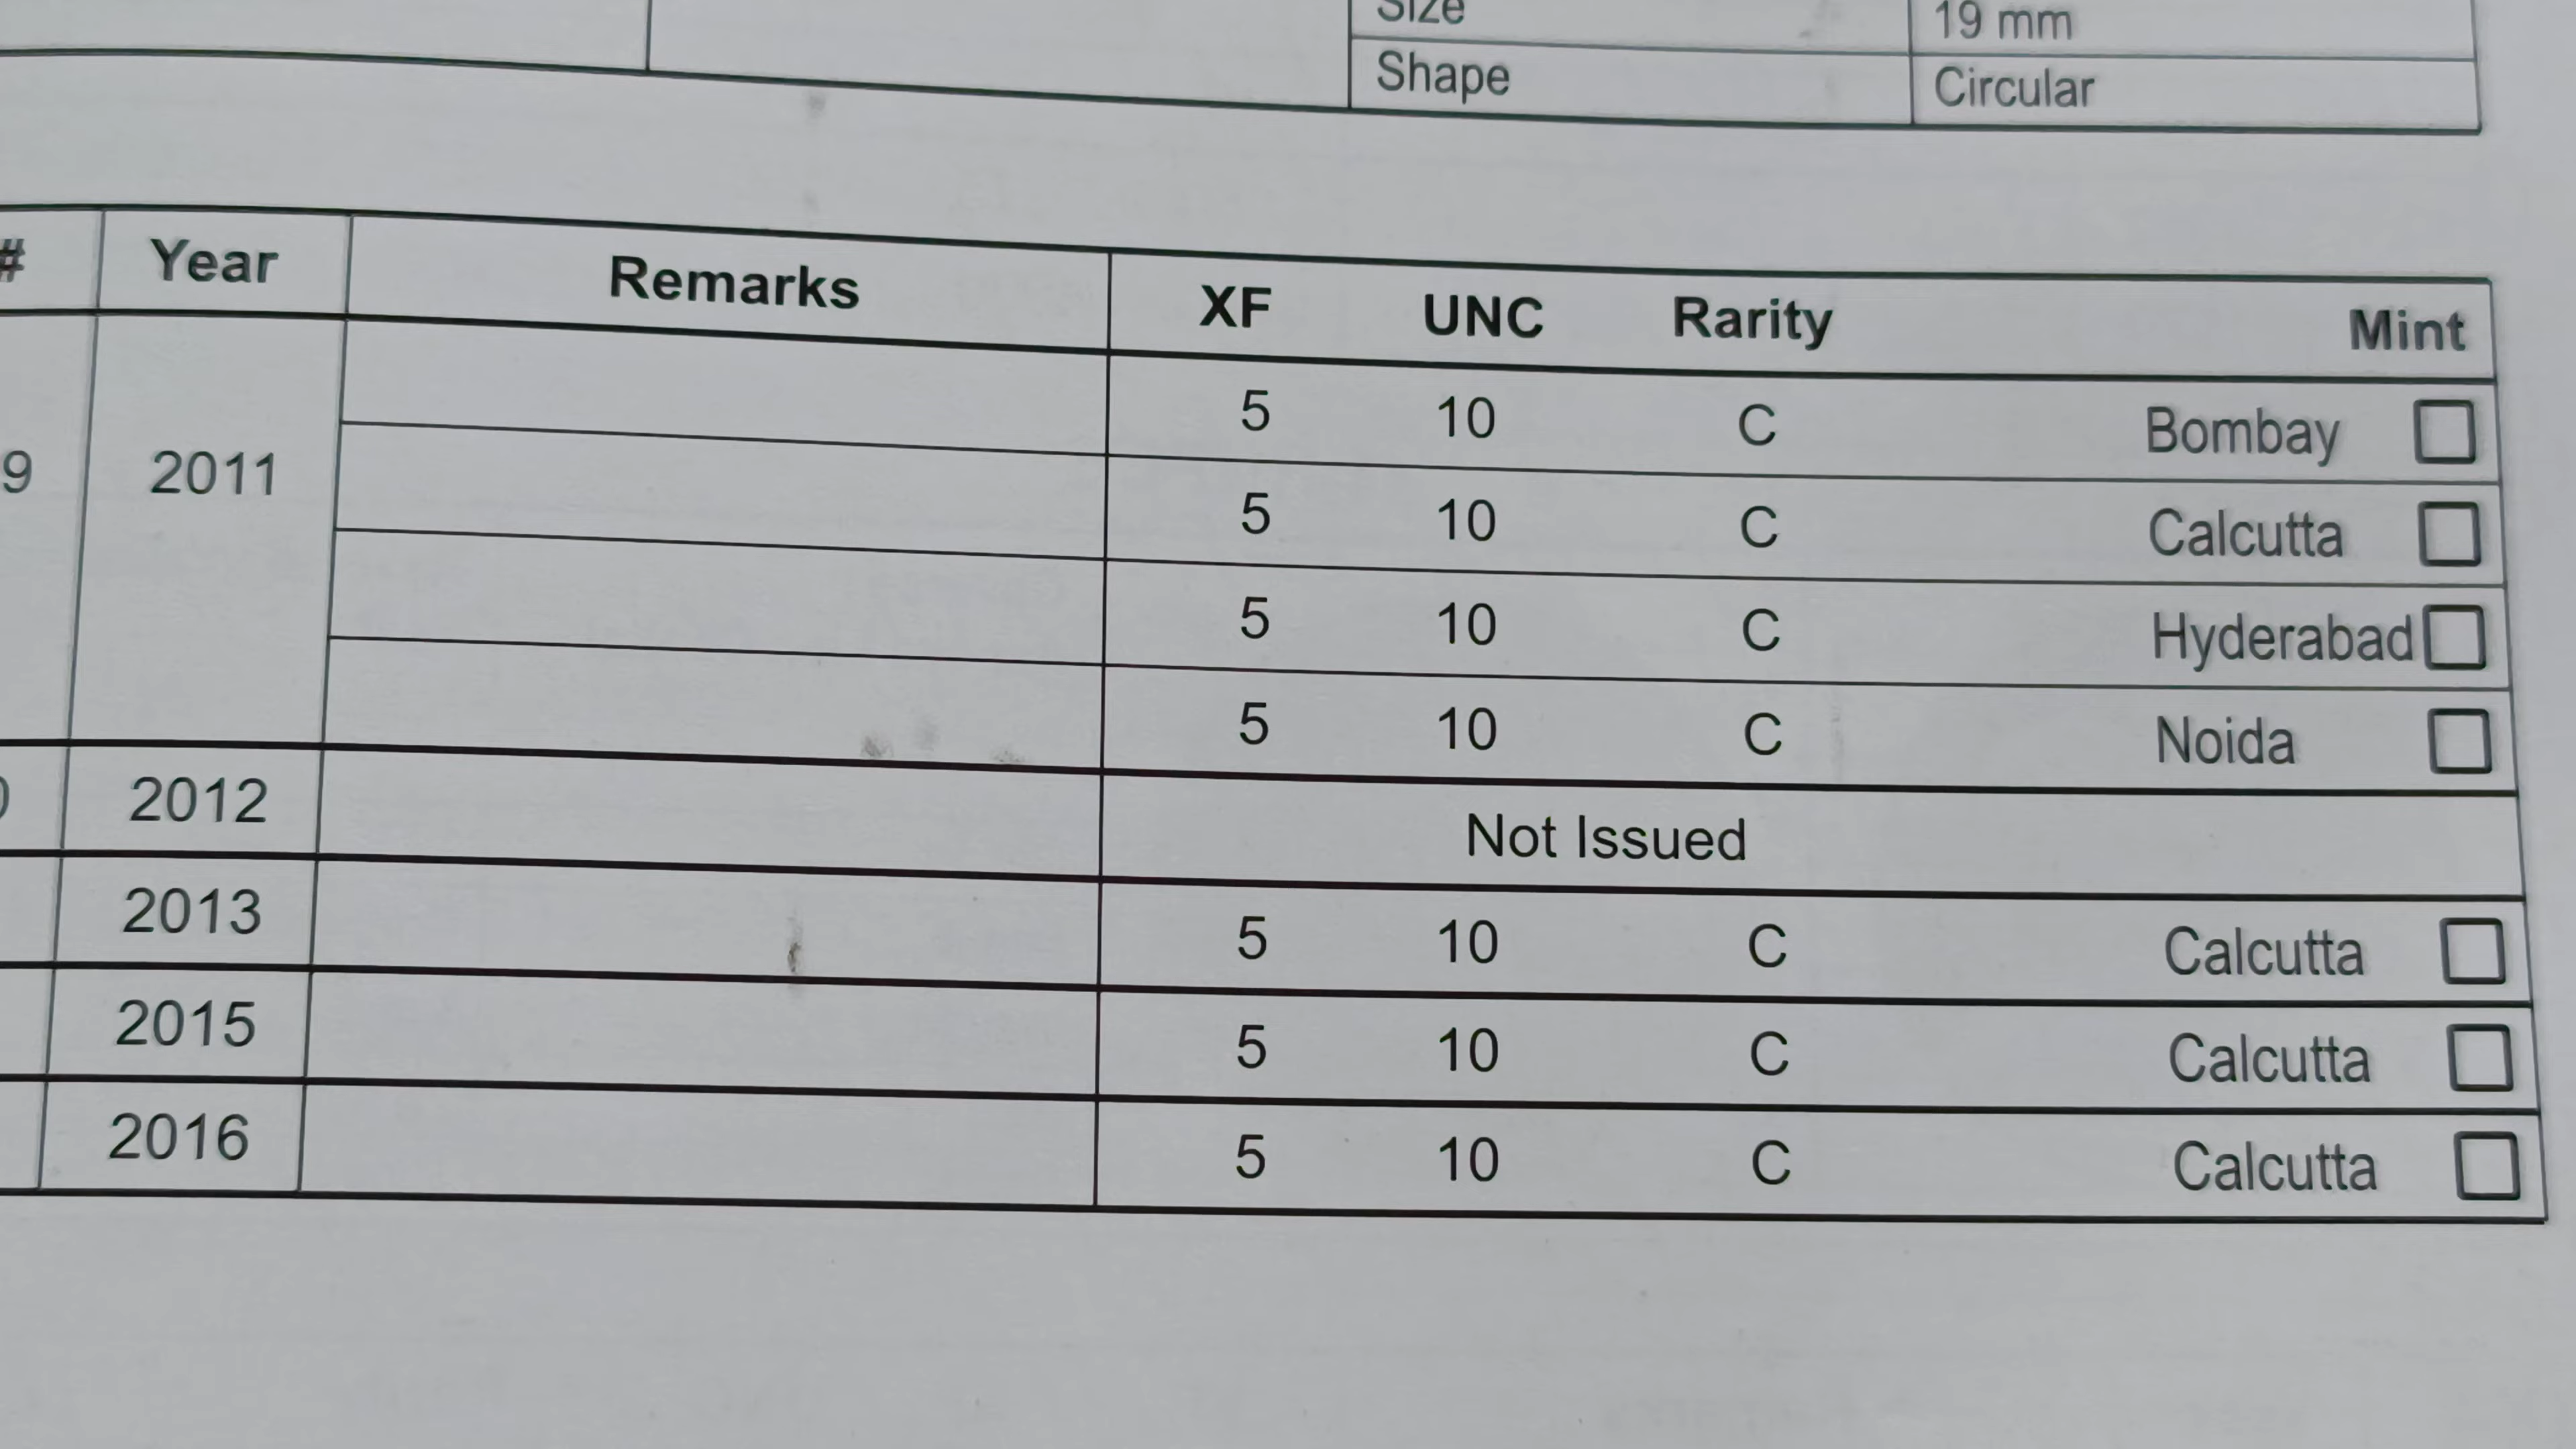 Size 19 mm
Shape Circular
# Year Remarks XF UNC Rarity Mint
5 10 C Bombay
9 2011 5 10 C Calcutta
5 10 C Hyderabad
5 10 C Noida
2012 Not Issued
2013 5 10 C Calcutta
2015 5 10 C Calcutta
2016 5 10 C Calcutta